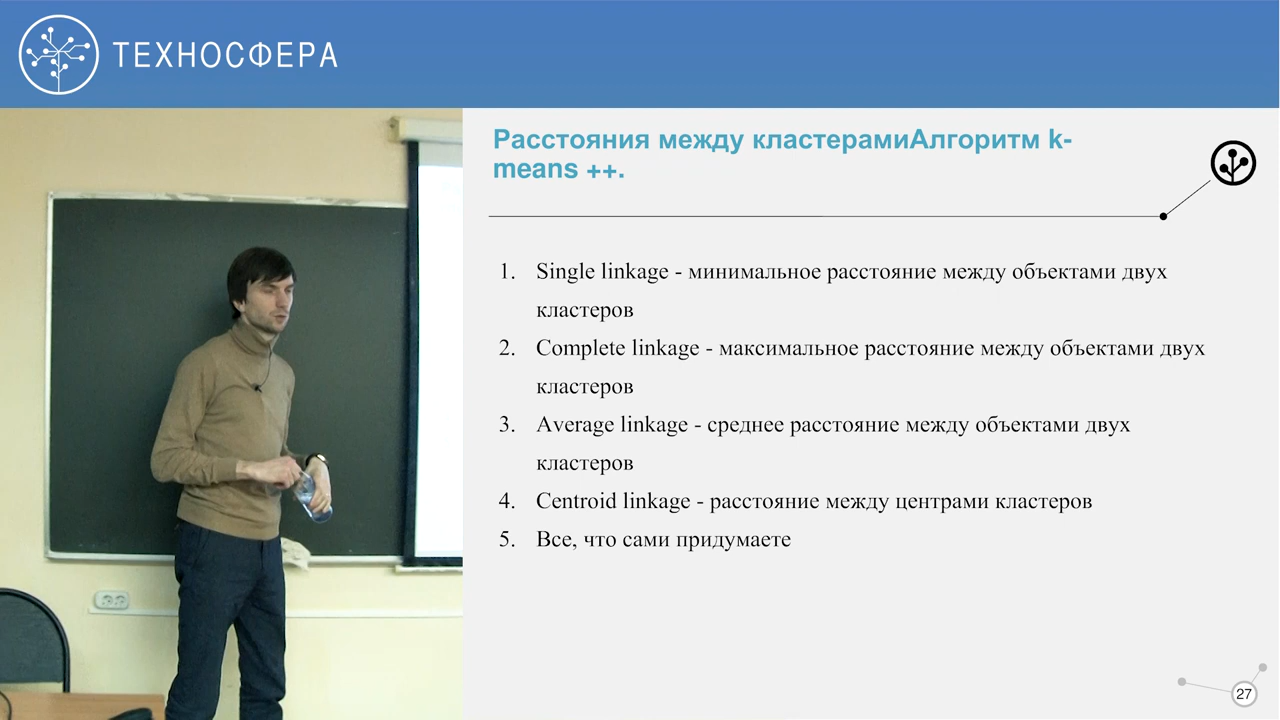 ТЕХНОСФЕРА
Расстояния между кластерамиАлгоритм k-
means ++.
1. Single linkage - минимальное расстояние между объектами двух
кластеров
2. Complete linkage - максимальное расстояние между объектами двух
кластеров
3. Average linkage - среднее расстояние между объектами двух
кластеров
4. Centroid linkage - расстояние между центрами кластеров
5. Все, что сами придумаете
27